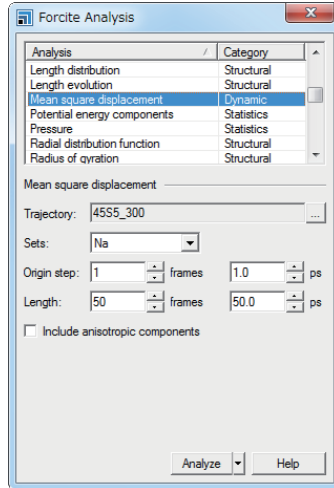 Forcite Analysis
Analysis / Category
Length distribution Structural
Length evolution Structural
Mean square displacement Dynamic
Potential energy components Statistics
Pressure Statistics
Radial distribution function Structural
Radius of gyration Structural
Mean square displacement
Trajectory: 45S5_300 ...
Sets: Na
Origin step: 1 frames 1.0 ps
Length: 50 frames 50.0 ps
Include anisotropic components
Analyze Help